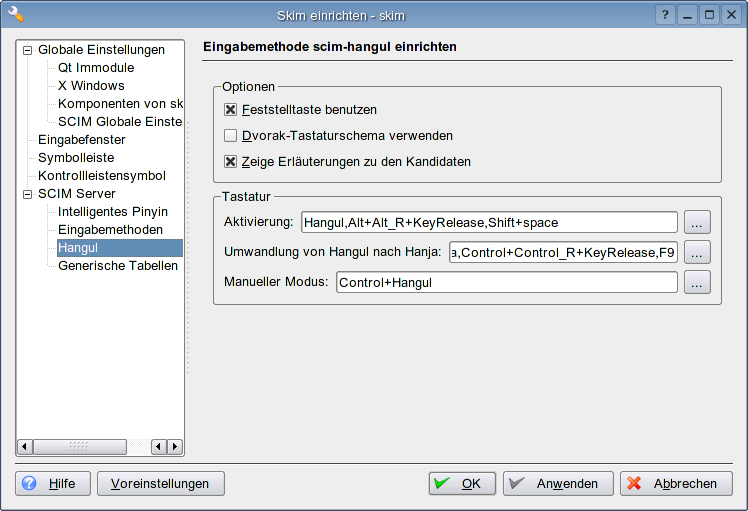 Skim einrichten - skim
Globale Einstellungen
Qt Immodule
X Windows
Komponenten von sk
SCIM Globale Einste
Eingabefenster
Symbolleiste
Kontrollleistensymbol
SCIM Server
Intelligentes Pinyin
Eingabemethoden
Hangul
Generische Tabellen
Eingabemethode scim-hangul einrichten
Optionen
Feststelltaste benutzen
Dvorak-Tastaturschema verwenden
Zeige Erläuterungen zu den Kandidaten
Tastatur
Aktivierung: Hangul,Alt+Alt_R+KeyRelease,Shift+space ...
Umwandlung von Hangul nach Hanja: a,Control+Control_R+KeyRelease,F9 ...
Manueller Modus: Control+Hangul ...
? Hilfe Voreinstellungen OK Anwenden Abbrechen